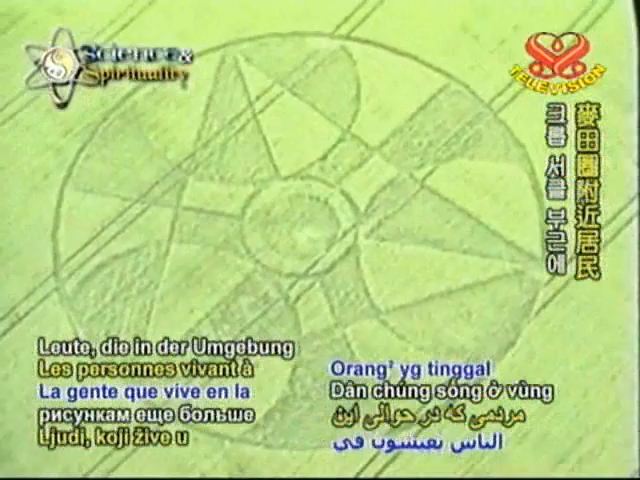 Science &
Spirituality
TELEVISION
麥田圈附近居民
크롭 서클 부근에
Leute, die in der Umgebung
Les personnes vivant à
La gente que vive en la
рисункам еще больше
Ljudi, koji žive u
Orang² yg tinggal
Dân chúng sống ở vùng
مردمی که در حوالی این
الناس يعيشون في